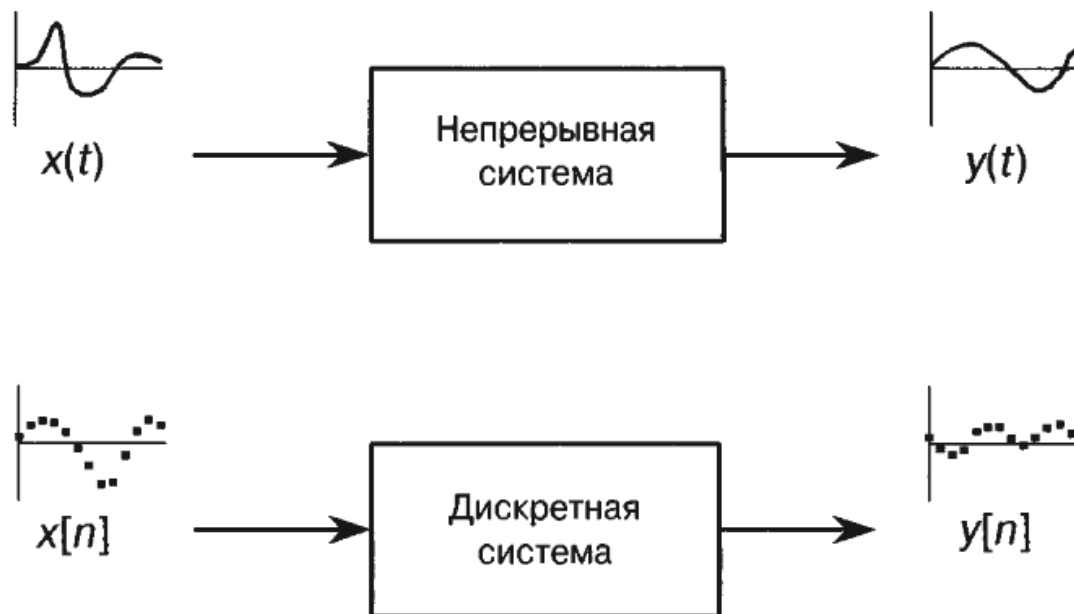 x(t)
Непрерывная
система
y(t)
x[n]
Дискретная
система
y[n]